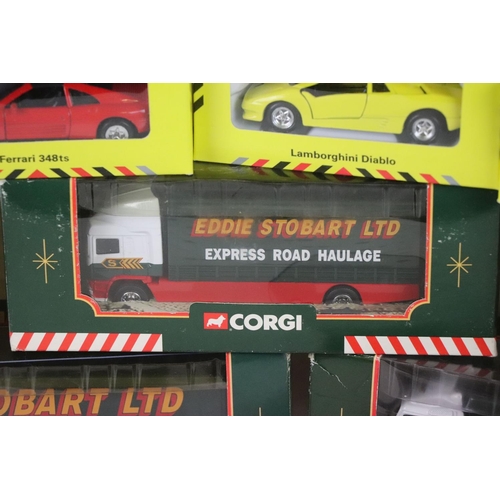 Ferrari 348ts
Lamborghini Diablo
EDDIE STOBART LTD
EXPRESS ROAD HAULAGE
S
CORGI
OBART LTD